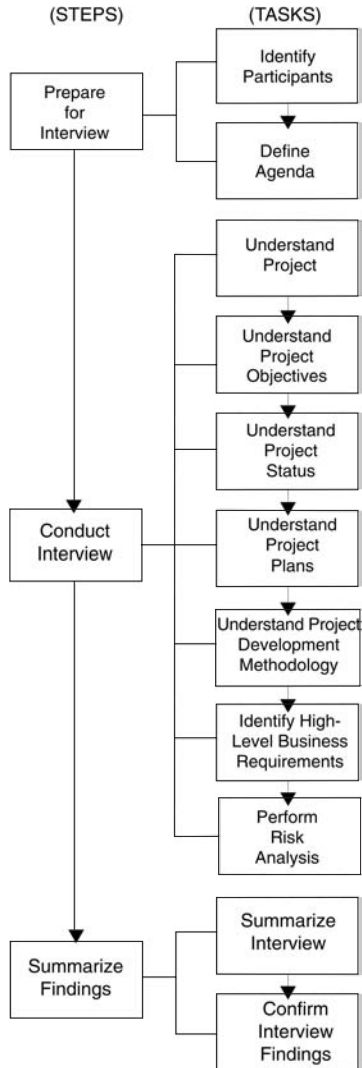 (STEPS)
(TASKS)
Prepare
for
Interview
Identify
Participants
Define
Agenda
Conduct
Interview
Understand
Project
Understand
Project
Objectives
Understand
Project
Status
Understand
Project
Plans
Understand Project
Development
Methodology
Identify High-
Level Business
Requirements
Perform
Risk
Analysis
Summarize
Findings
Summarize
Interview
Confirm
Interview
Findings